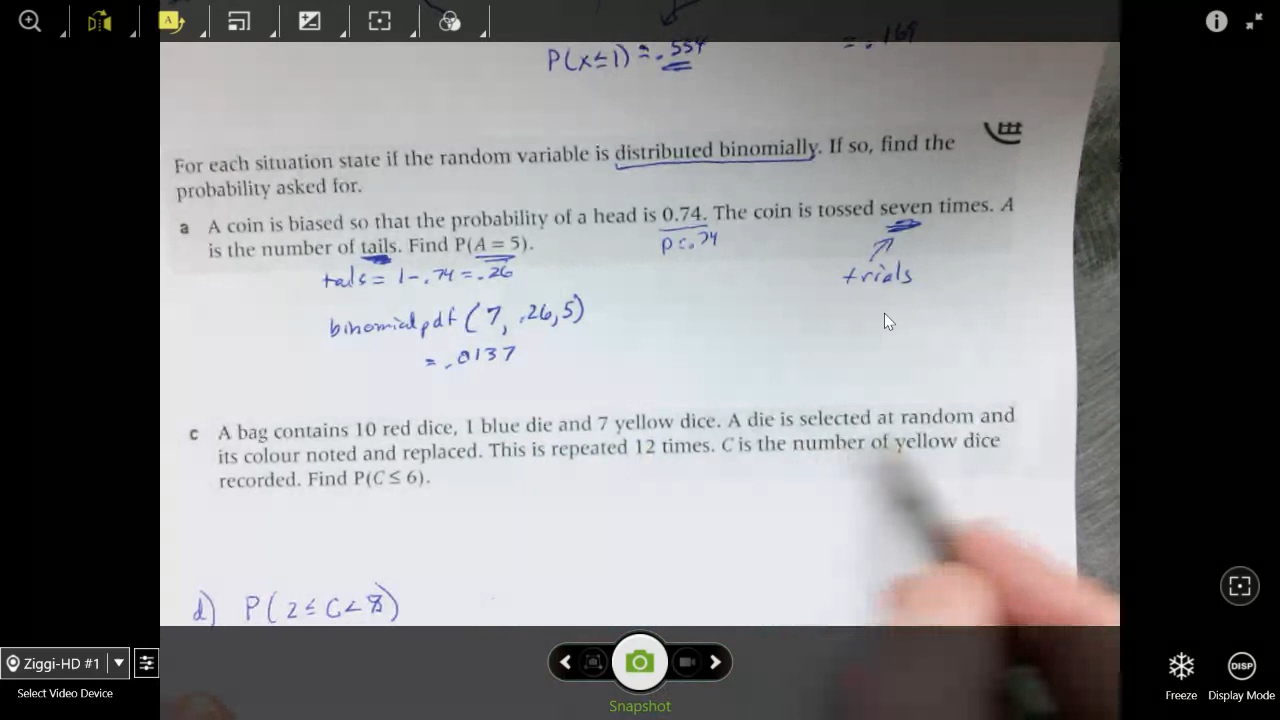 P(x≤1) = .554
= .169
For each situation state if the random variable is distributed binomially. If so, find the
probability asked for.
a A coin is biased so that the probability of a head is 0.74. The coin is tossed seven times. A
is the number of tails. Find P(A = 5).
p = .74
tails = 1-.74 = .26
trials
binomialpdf (7, .26, 5)
= .0137
c A bag contains 10 red dice, 1 blue die and 7 yellow dice. A die is selected at random and
its colour noted and replaced. This is repeated 12 times. C is the number of yellow dice
recorded. Find P(C ≤ 6).
d) P( 2 ≤ C < 8)
Ziggi-HD #1
Select Video Device
Snapshot
Freeze
DISP
Display Mode